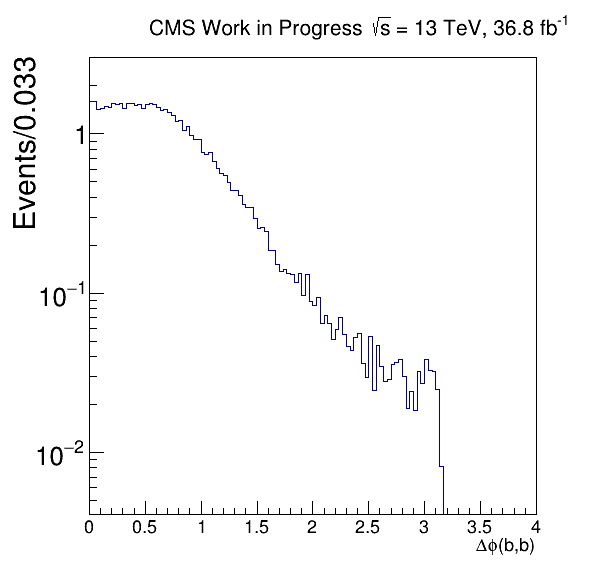 CMS Work in Progress √s = 13 TeV, 36.8 fb⁻¹
Events/0.033
1
10⁻¹
10⁻²
0 0.5 1 1.5 2 2.5 3 3.5 4
Δϕ(b,b)